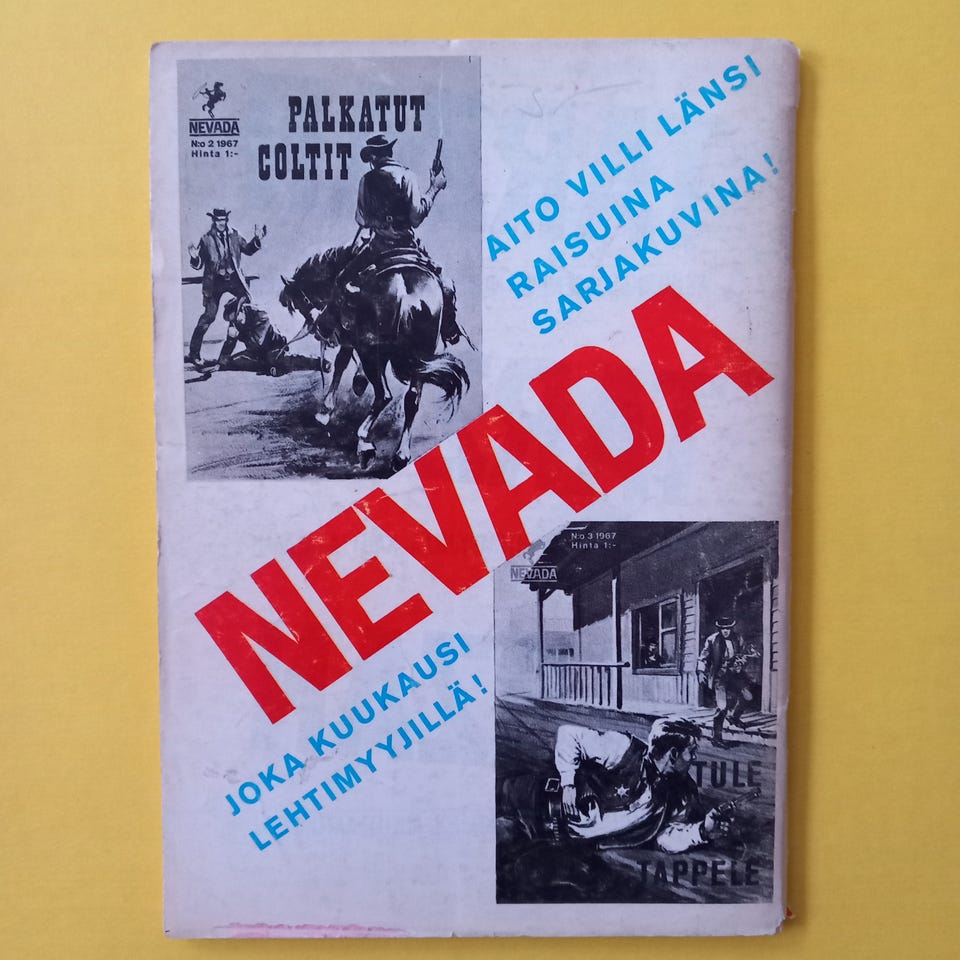 NEVADA
N:o 2 1967
Hinta 1:-
PALKATUT
COLTIT
AITO VILLI LÄNSI
RAISUINA
SARJAKUVINA!
NEVADA
N:o 3 1967
Hinta 1:-
NEVADA
JOKA KUUKAUSI
LEHTIMYYJILLÄ!
TULE
TAPPELE